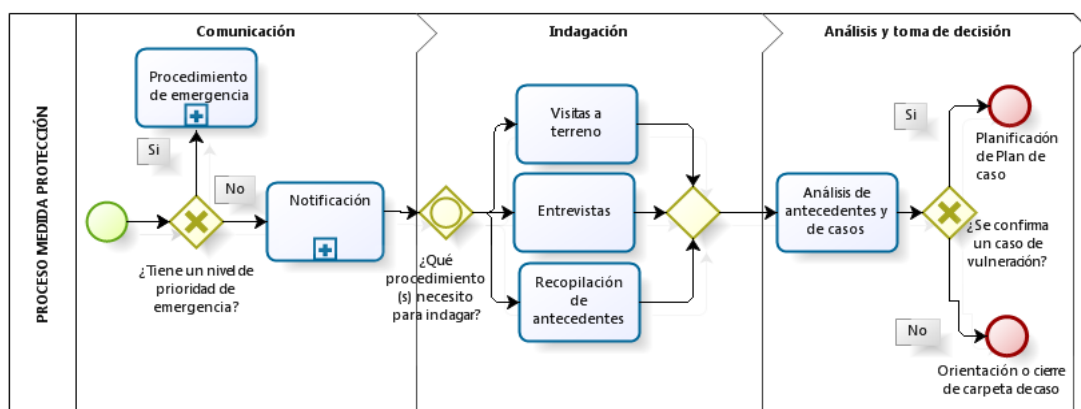 PROCESO MEDIDA PROTECCIÓN
Comunicación
Indagación
Análisis y toma de decisión
Procedimiento
de emergencia
Si
No
Notificación
¿Tiene un nivel de
prioridad de
emergencia?
¿Qué
procedimiento
(s) necesito
para indagar?
Visitas a
terreno
Entrevistas
Recopilación
de
antecedentes
Análisis de
antecedentes y
de casos
Si
Planificación
de Plan de
caso
¿Se confirma
un caso de
vulneración?
No
Orientación o cierre
de carpeta de caso